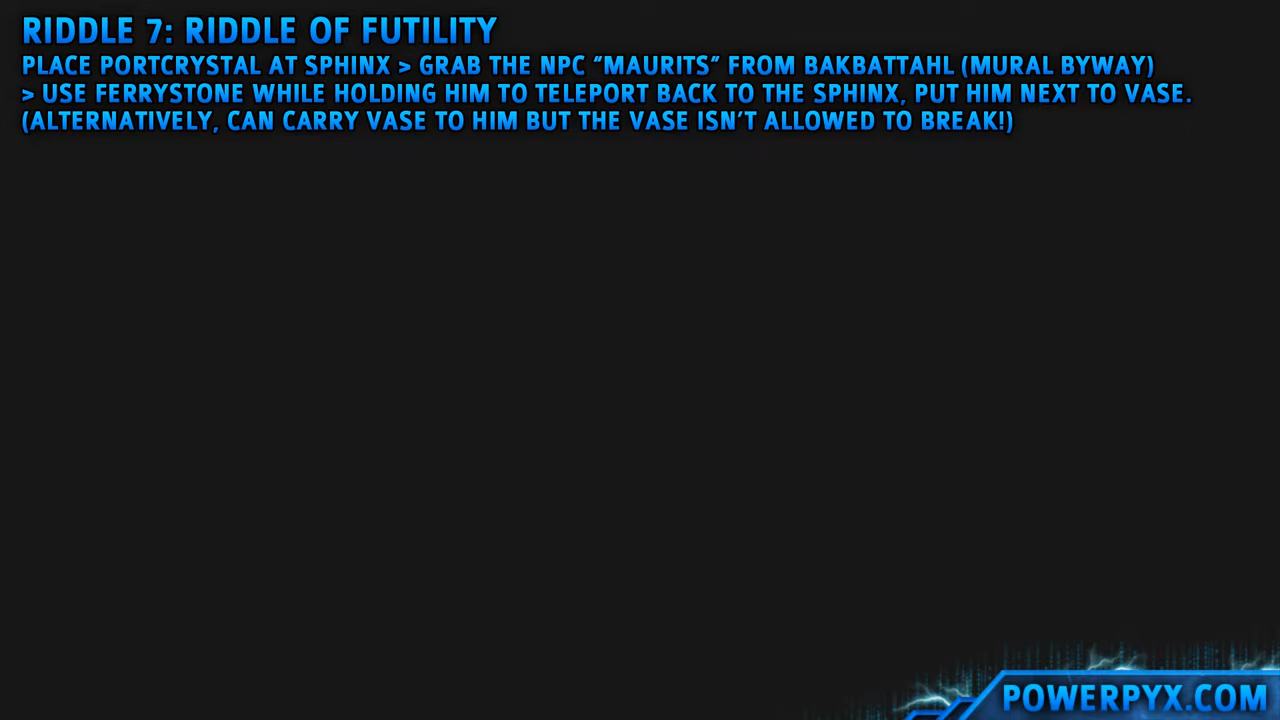 RIDDLE 7: RIDDLE OF FUTILITY
PLACE PORTCRYSTAL AT SPHINX > GRAB THE NPC “MAURITS” FROM BAKBATTAHL (MURAL BYWAY)
> USE FERRYSTONE WHILE HOLDING HIM TO TELEPORT BACK TO THE SPHINX, PUT HIM NEXT TO VASE.
(ALTERNATIVELY, CAN CARRY VASE TO HIM BUT THE VASE ISN’T ALLOWED TO BREAK!)
POWERPYX.COM